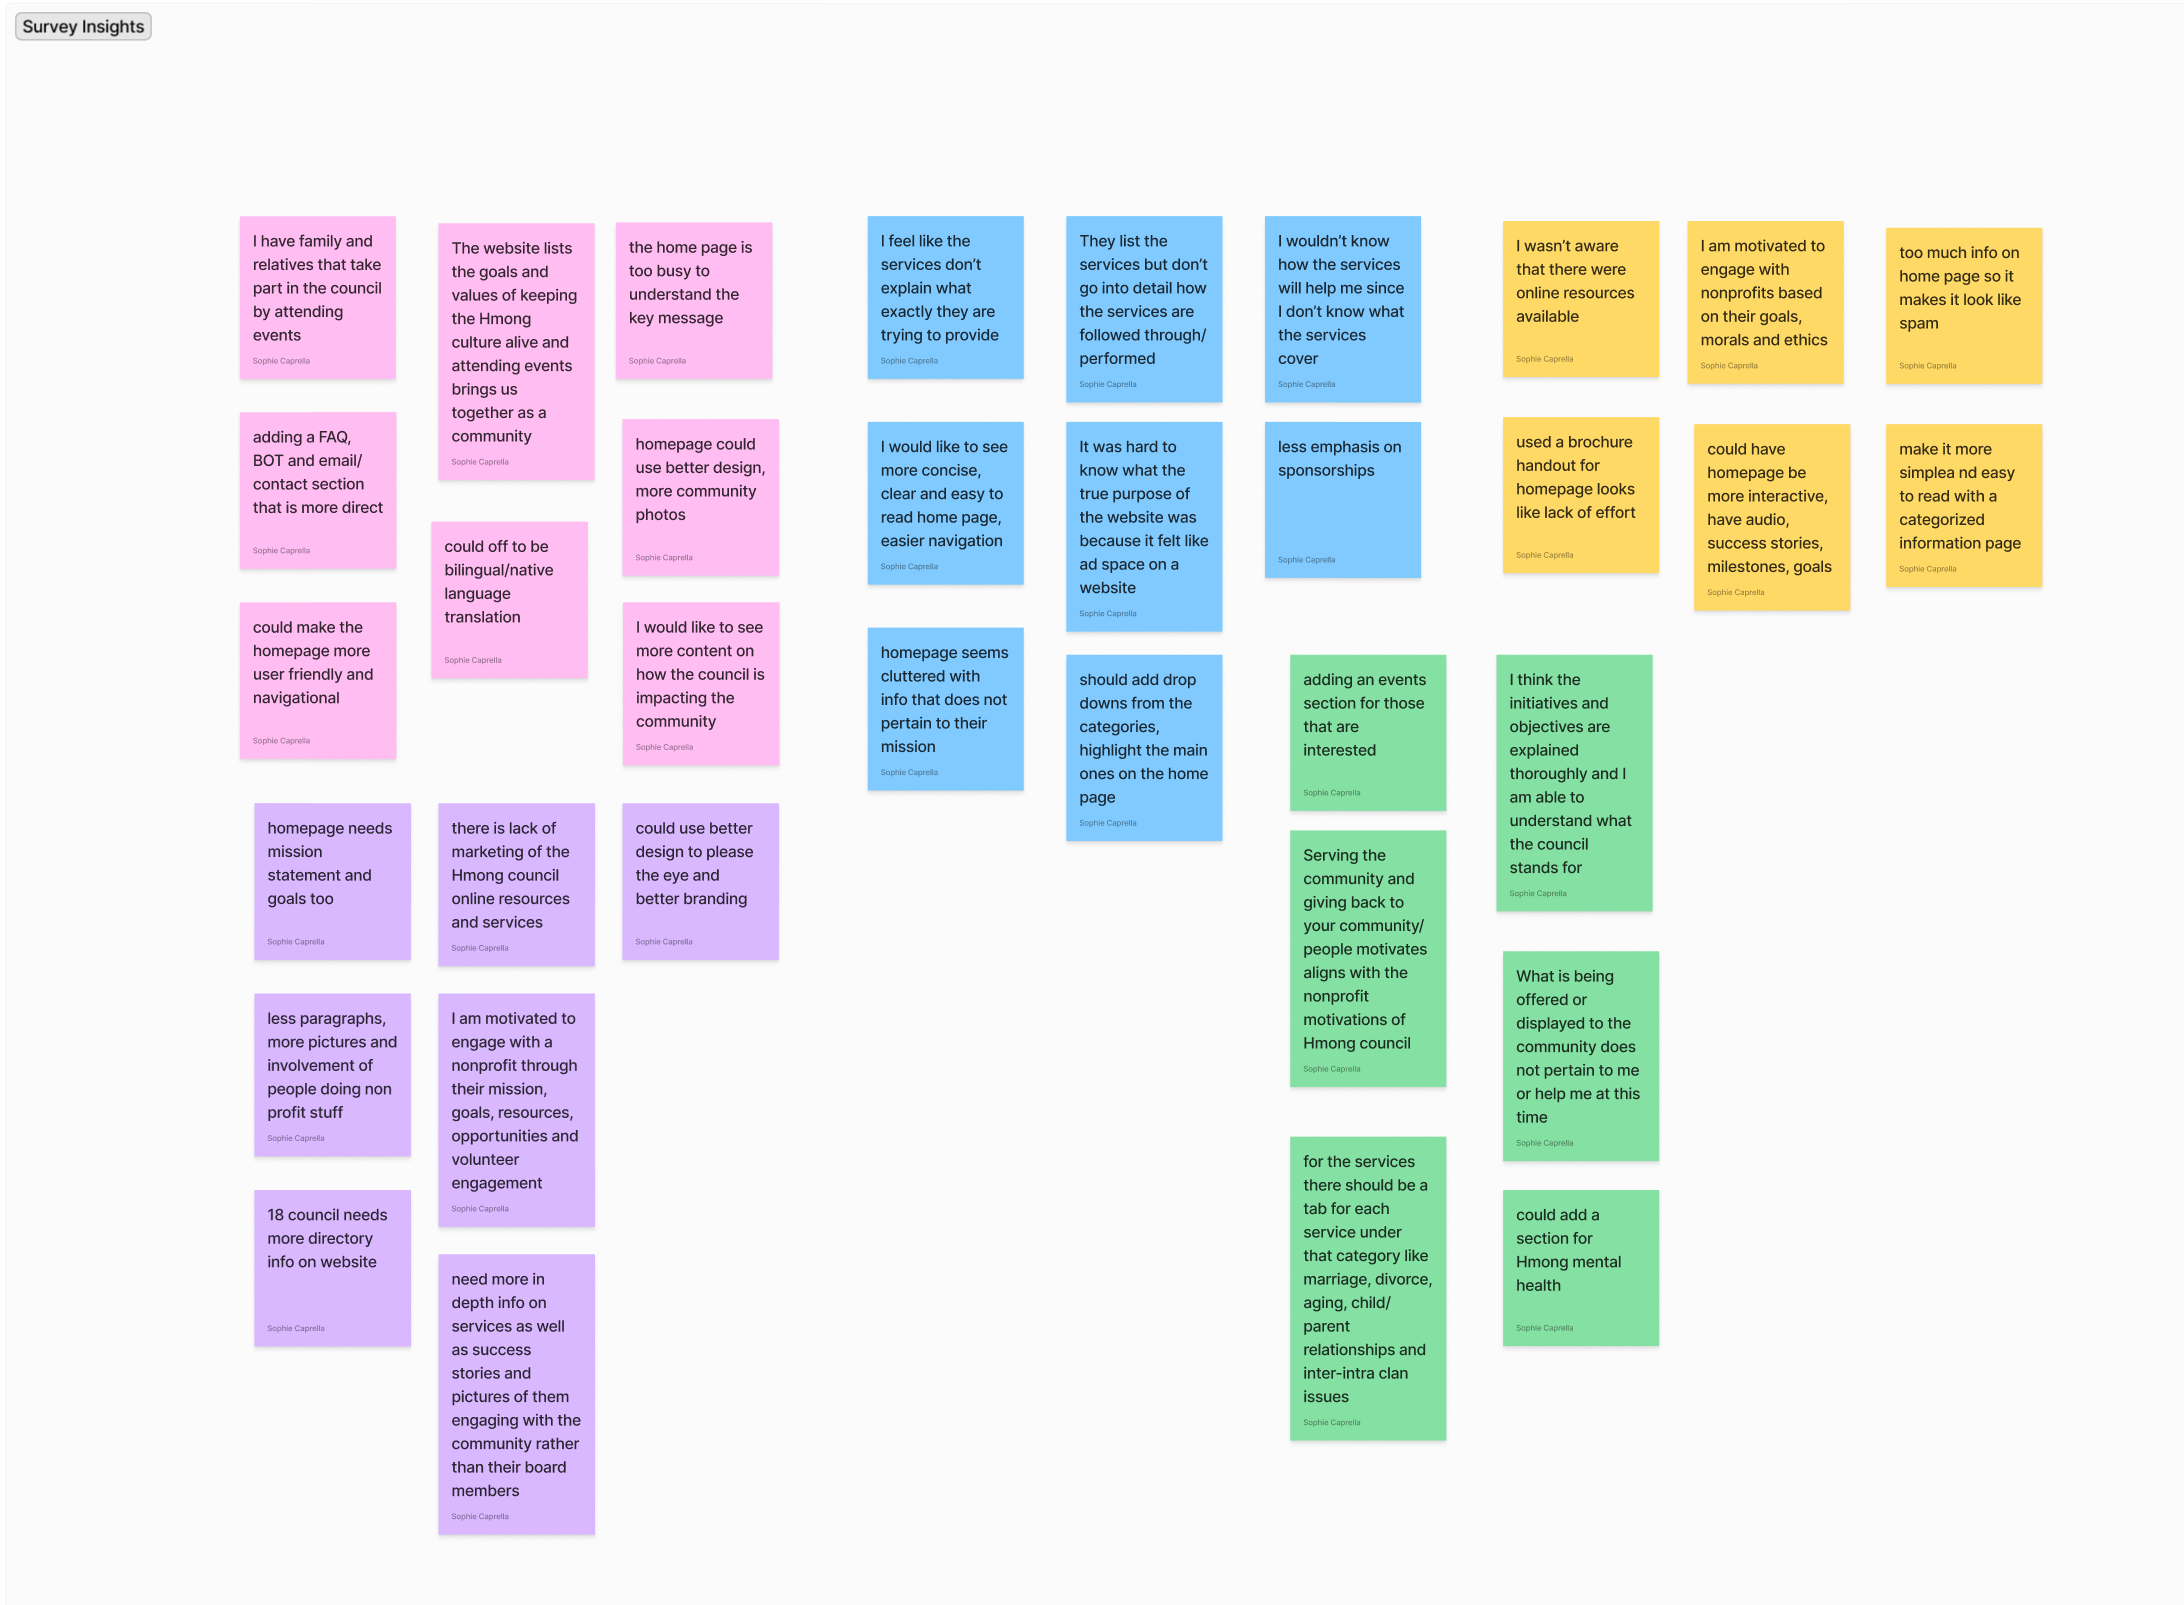 Survey Insights
I have family and
relatives that take
part in the council
by attending
events
Sophie Caprella
The website lists
the goals and
values of keeping
the Hmong
culture alive and
attending events
brings us
together as a
community
Sophie Caprella
the home page is
too busy to
understand the
key message
Sophie Caprella
adding a FAQ,
BOT and email/
contact section
that is more direct
Sophie Caprella
could off to be
bilingual/native
language
translation
Sophie Caprella
homepage could
use better design,
more community
photos
Sophie Caprella
could make the
homepage more
user friendly and
navigational
Sophie Caprella
I would like to see
more content on
how the council is
impacting the
community
Sophie Caprella
I feel like the
services don't
explain what
exactly they are
trying to provide
Sophie Caprella
They list the
services but don't
go into detail how
the services are
followed through/
performed
Sophie Caprella
I wouldn't know
how the services
will help me since
I don't know what
the services
cover
Sophie Caprella
I would like to see
more concise,
clear and easy to
read home page,
easier navigation
Sophie Caprella
It was hard to
know what the
true purpose of
the website was
because it felt like
ad space on a
website
Sophie Caprella
less emphasis on
sponsorships
Sophie Caprella
homepage seems
cluttered with
info that does not
pertain to their
mission
Sophie Caprella
should add drop
downs from the
categories,
highlight the main
ones on the home
page
Sophie Caprella
I wasn't aware
that there were
online resources
available
Sophie Caprella
I am motivated to
engage with
nonprofits based
on their goals,
morals and ethics
Sophie Caprella
too much info on
home page so it
makes it look like
spam
Sophie Caprella
used a brochure
handout for
homepage looks
like lack of effort
Sophie Caprella
could have
homepage be
more interactive,
have audio,
success stories,
milestones, goals
Sophie Caprella
make it more
simplea nd easy
to read with a
categorized
information page
Sophie Caprella
homepage needs
mission
statement and
goals too
Sophie Caprella
there is lack of
marketing of the
Hmong council
online resources
and services
Sophie Caprella
could use better
design to please
the eye and
better branding
Sophie Caprella
less paragraphs,
more pictures and
involvement of
people doing non
profit stuff
Sophie Caprella
I am motivated to
engage with a
nonprofit through
their mission,
goals, resources,
opportunities and
volunteer
engagement
Sophie Caprella
18 council needs
more directory
info on website
Sophie Caprella
need more in
depth info on
services as well
as success
stories and
pictures of them
engaging with the
community rather
than their board
members
Sophie Caprella
adding an events
section for those
that are
interested
Sophie Caprella
I think the
initiatives and
objectives are
explained
thoroughly and I
am able to
understand what
the council
stands for
Sophie Caprella
Serving the
community and
giving back to
your community/
people motivates
aligns with the
nonprofit
motivations of
Hmong council
Sophie Caprella
What is being
offered or
displayed to the
community does
not pertain to me
or help me at this
time
Sophie Caprella
for the services
there should be a
tab for each
service under
that category like
marriage, divorce,
aging, child/
parent
relationships and
inter-intra clan
issues
Sophie Caprella
could add a
section for
Hmong mental
health
Sophie Caprella